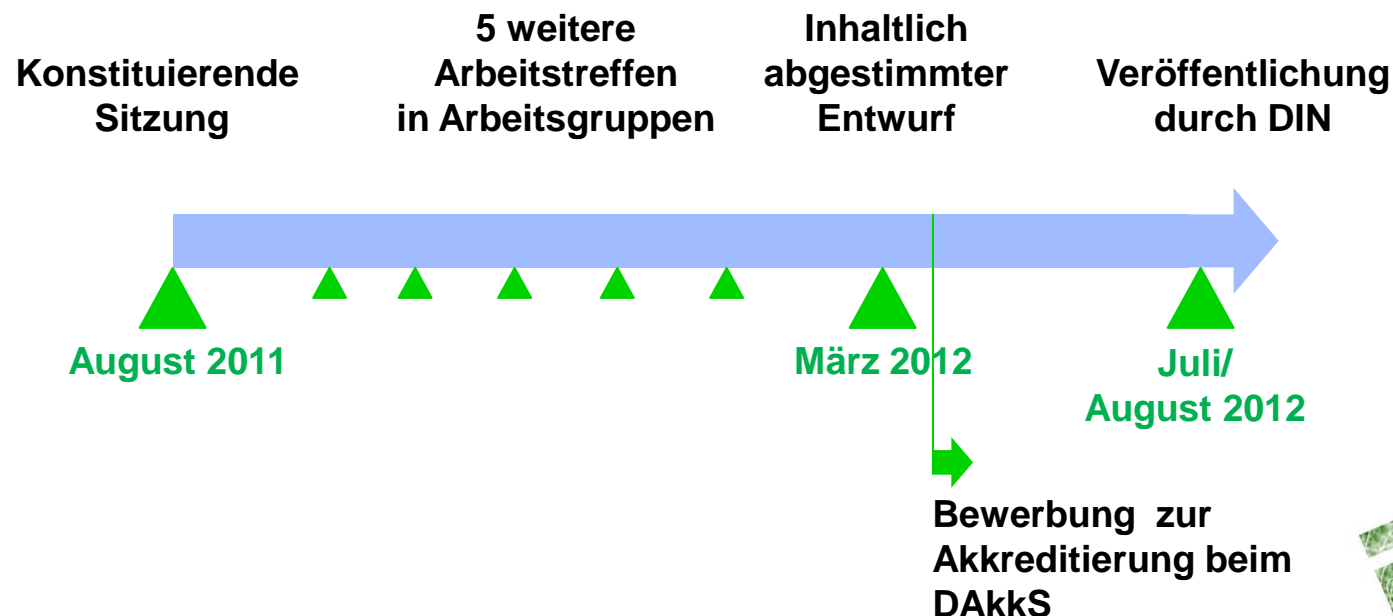 Konstituierende
Sitzung
5 weitere
Arbeitstreffen
in Arbeitsgruppen
Inhaltlich
abgestimmter
Entwurf
Veröffentlichung
durch DIN
August 2011
März 2012
Juli/
August 2012
Bewerbung  zur
Akkreditierung beim
DAkkS